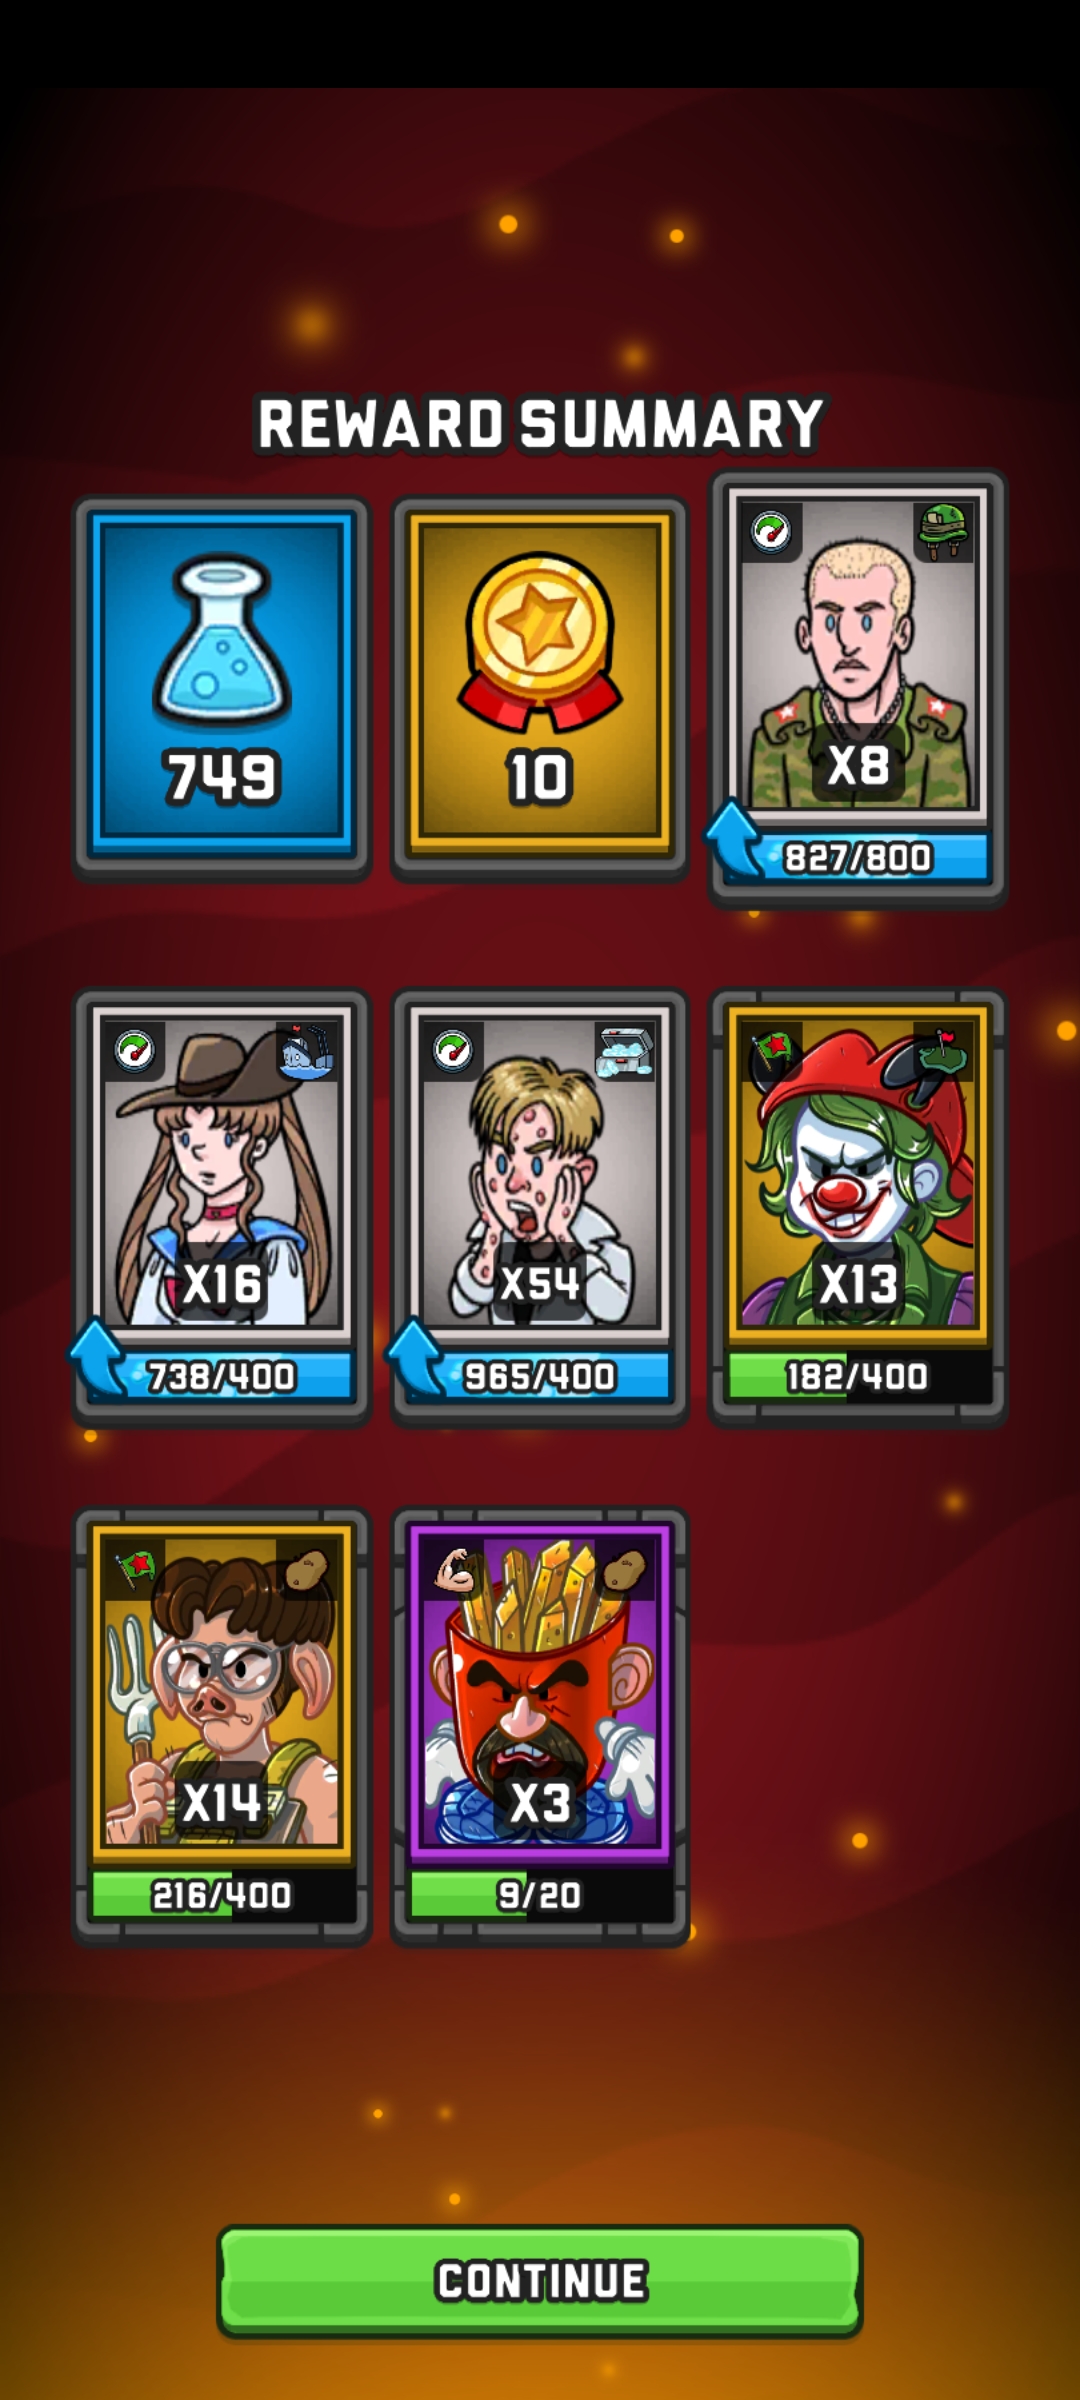 REWARD SUMMARY
749
10
X8
827/800
X16
738/400
X54
965/400
X13
182/400
X14
216/400
X3
9/20
CONTINUE